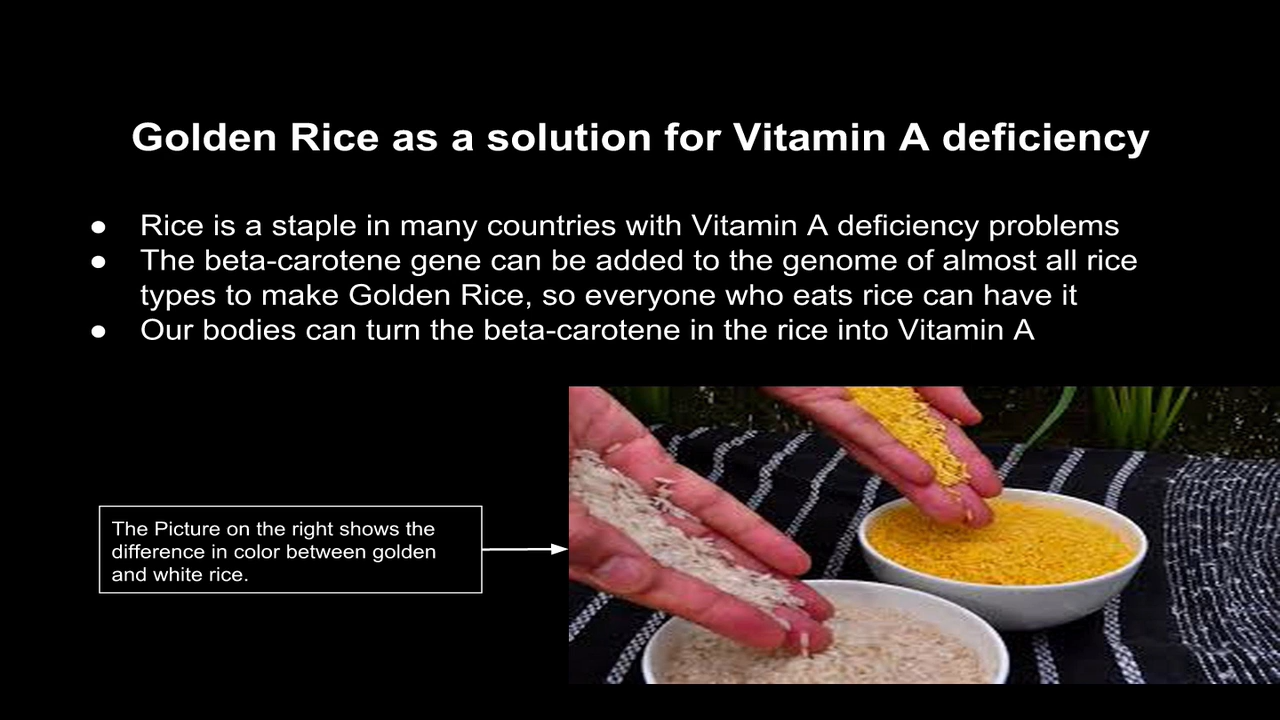 Golden Rice as a solution for Vitamin A deficiency
● Rice is a staple in many countries with Vitamin A deficiency problems
● The beta-carotene gene can be added to the genome of almost all rice
types to make Golden Rice, so everyone who eats rice can have it
● Our bodies can turn the beta-carotene in the rice into Vitamin A
The Picture on the right shows the
difference in color between golden
and white rice.